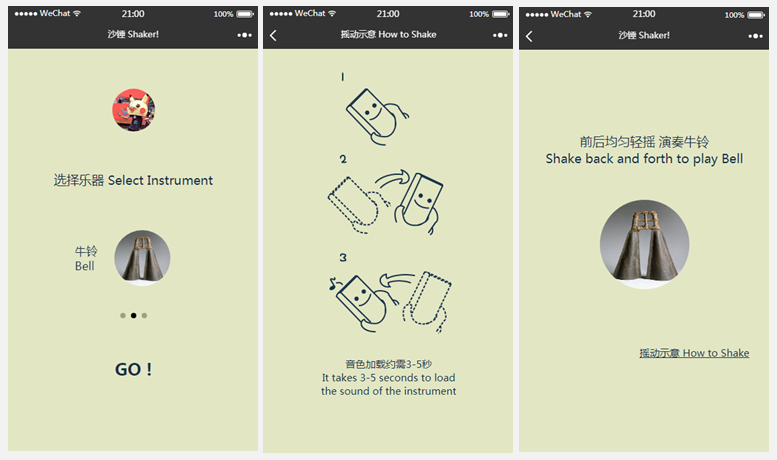 ●●●●● WeChat 21:00 100%
沙锤 Shaker!
选择乐器 Select Instrument
牛铃
Bell
GO !
●●●●● WeChat 21:00 100%
摇动示意 How to Shake
1
2
3
音色加载约需3-5秒
It takes 3-5 seconds to load
the sound of the instrument
●●●●● WeChat 21:00 100%
沙锤 Shaker!
前后均匀轻摇 演奏牛铃
Shake back and forth to play Bell
摇动示意 How to Shake